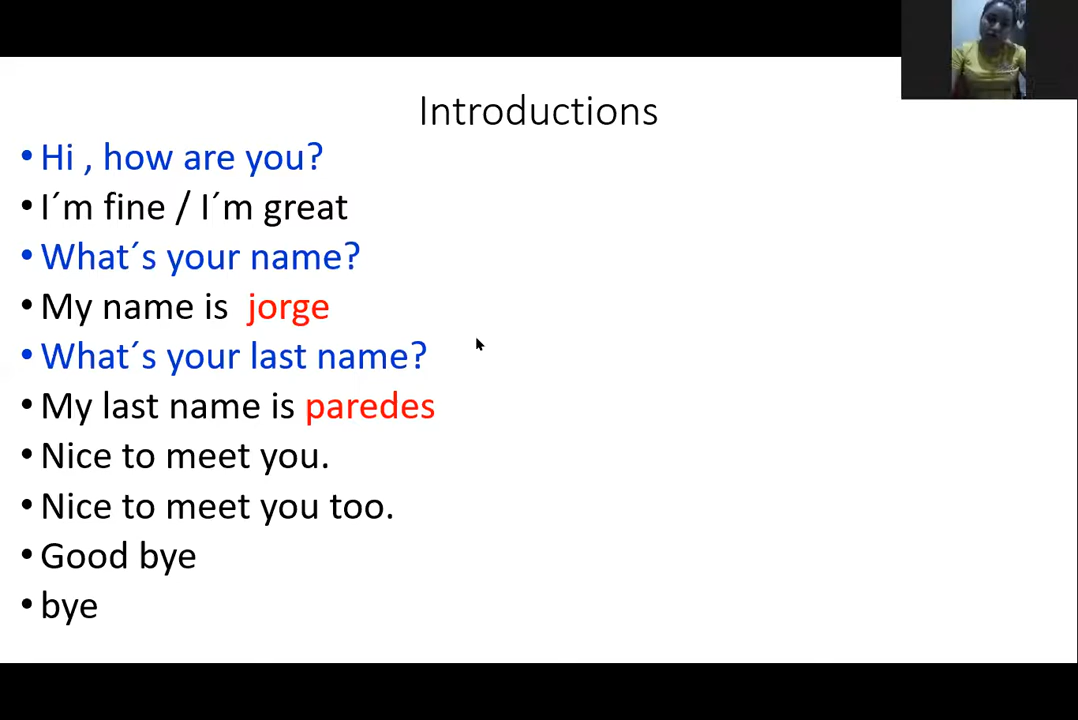 Introductions
• Hi , how are you?
• I´m fine / I´m great
• What´s your name?
• My name is jorge
• What´s your last name?
• My last name is paredes
• Nice to meet you.
• Nice to meet you too.
• Good bye
• bye